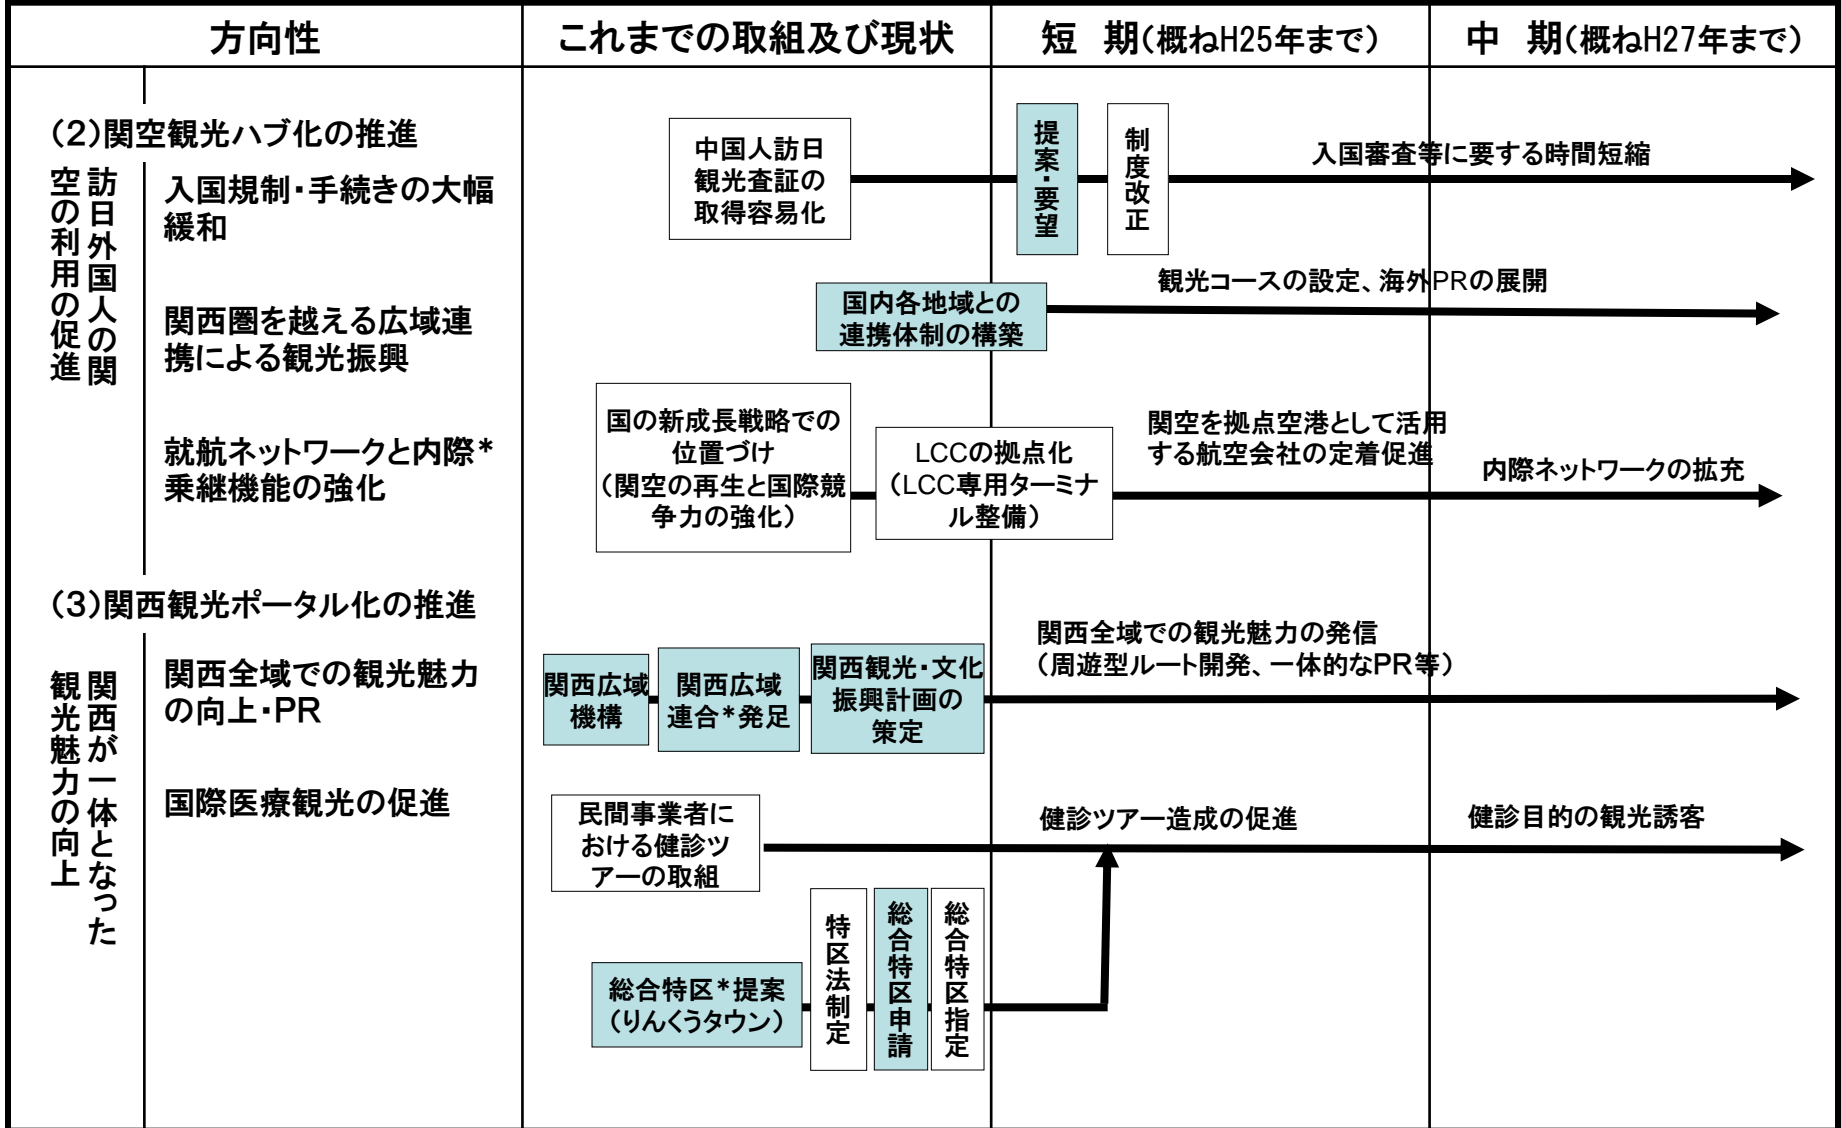 方向性
これまでの取組及び現状
短　期(概ねH25年まで)
中　期(概ねH27年まで)
(2)関空観光ハブ化の推進
訪日外国人の関
空の利用の促進
入国規制・手続きの大幅
緩和
中国人訪日
観光査証の
取得容易化
提案・要望
制度改正
入国審査等に要する時間短縮
関西圏を越える広域連
携による観光振興
国内各地域との
連携体制の構築
観光コースの設定、海外PRの展開
就航ネットワークと内際*
乗継機能の強化
国の新成長戦略での
位置づけ
(関空の再生と国際競
争力の強化)
LCCの拠点化
(LCC専用ターミナ
ル整備)
関空を拠点空港として活用
する航空会社の定着促進
内際ネットワークの拡充
(3)関西観光ポータル化の推進
関西が一体となった
観光魅力の向上
関西全域での観光魅力
の向上・PR
関西広域
機構
関西広域
連合*発足
関西観光・文化
振興計画の
策定
関西全域での観光魅力の発信
(周遊型ルート開発、一体的なPR等)
国際医療観光の促進
民間事業者に
おける健診ツ
アーの取組
健診ツアー造成の促進
健診目的の観光誘客
総合特区*提案
(りんくうタウン)
特区法制定
総合特区申請
総合特区指定